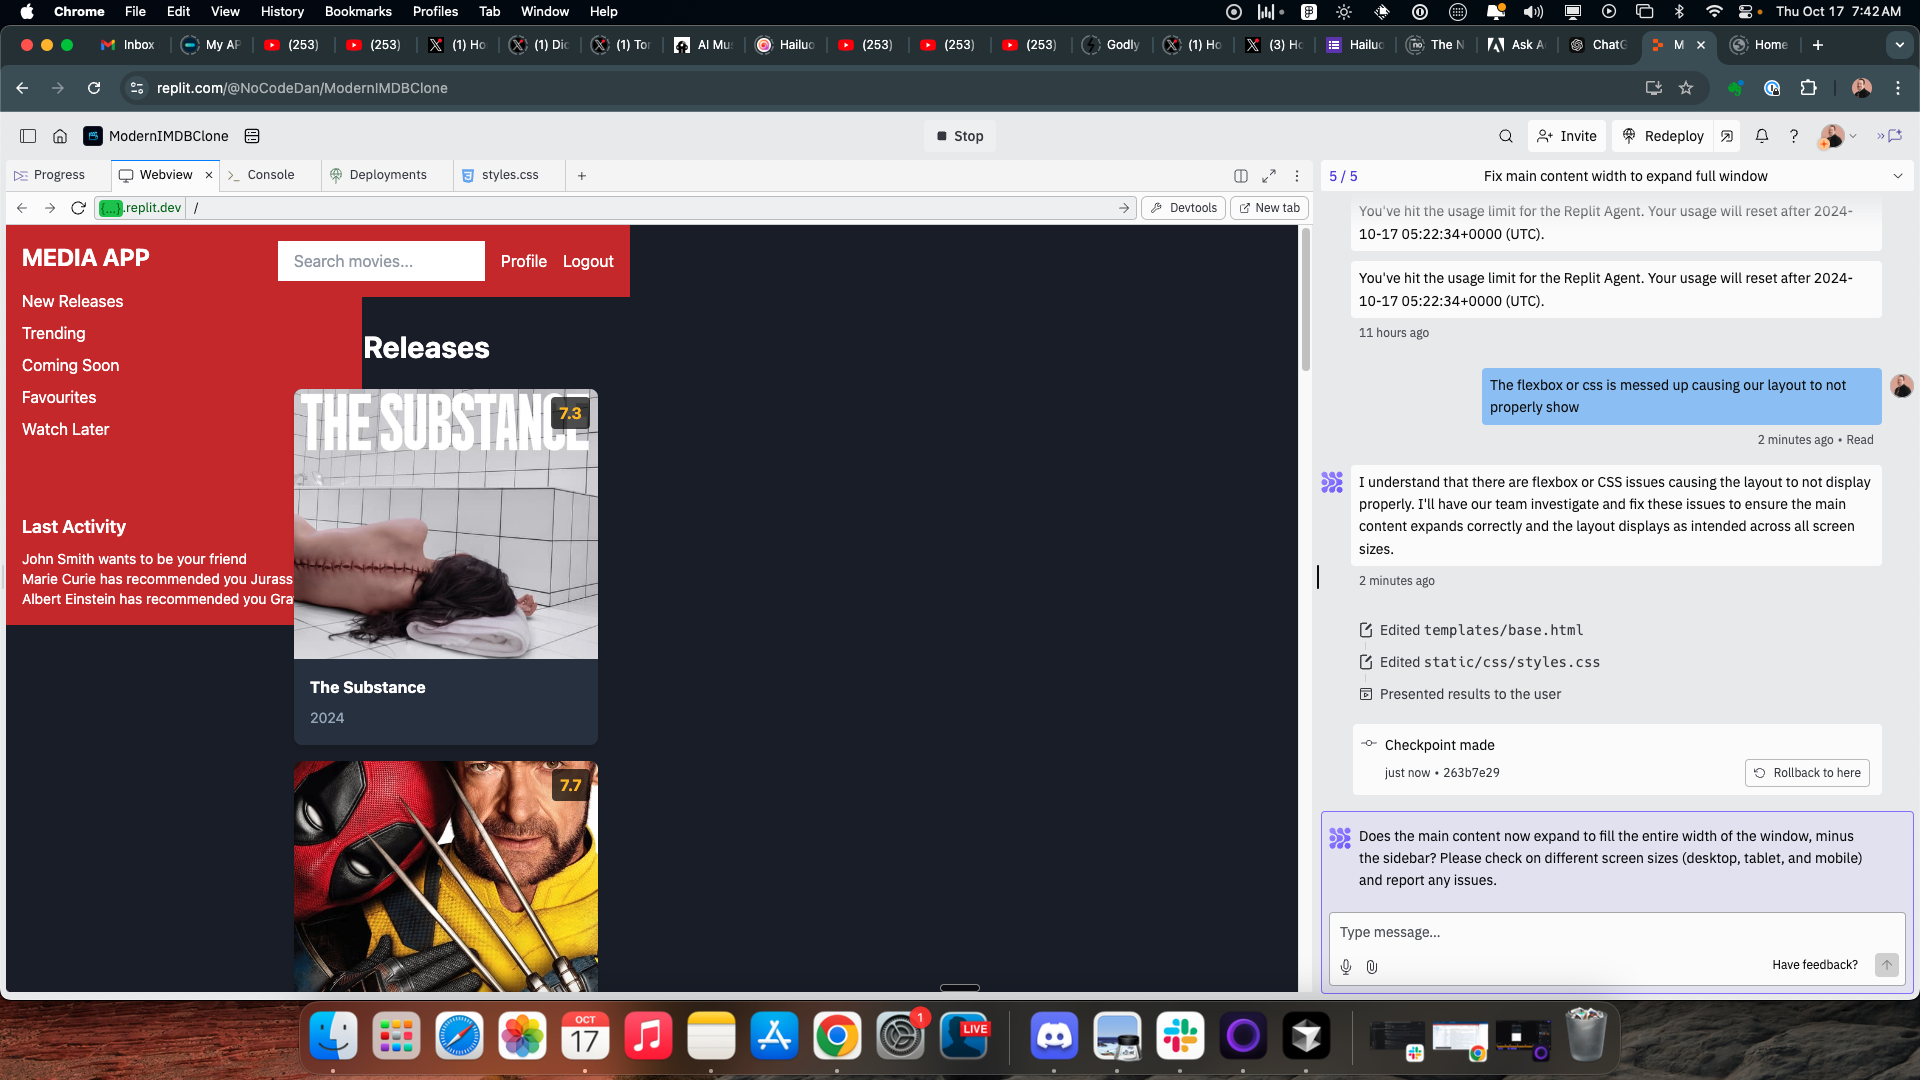 Chrome File Edit View History Bookmarks Profiles Tab Window Help Thu Oct 17 7:42 AM
Inbox My AP (253) (253) (1) Ho (1) Dic (1) Tor AI Mus Hailuo (253) (253) (253) Godly (1) Ho (3) Ho Hailuo The N Ask A ChatG M Home
replit.com/@NoCodeDan/ModernIMDBClone
ModernIMDBClone Stop Invite Redeploy
Progress Webview Console Deployments styles.css
{...}.replit.dev / Devtools New tab
MEDIA APP
Search movies... Profile Logout
New Releases
Trending
Coming Soon
Favourites
Watch Later
Last Activity
John Smith wants to be your friend
Marie Curie has recommended you Jurass
Albert Einstein has recommended you Gra
Releases
THE SUBSTANCE
7.3
The Substance
2024
7.7
5 / 5 Fix main content width to expand full window
You've hit the usage limit for the Replit Agent. Your usage will reset after 2024-
10-17 05:22:34+0000 (UTC).
You've hit the usage limit for the Replit Agent. Your usage will reset after 2024-
10-17 05:22:34+0000 (UTC).
11 hours ago
The flexbox or css is messed up causing our layout to not
properly show
2 minutes ago • Read
I understand that there are flexbox or CSS issues causing the layout to not display
properly. I'll have our team investigate and fix these issues to ensure the main
content expands correctly and the layout displays as intended across all screen
sizes.
2 minutes ago
Edited templates/base.html
Edited static/css/styles.css
Presented results to the user
Checkpoint made
just now • 263b7e29
Rollback to here
Does the main content now expand to fill the entire width of the window, minus
the sidebar? Please check on different screen sizes (desktop, tablet, and mobile)
and report any issues.
Type message...
Have feedback?
OCT
17
1
LIVE